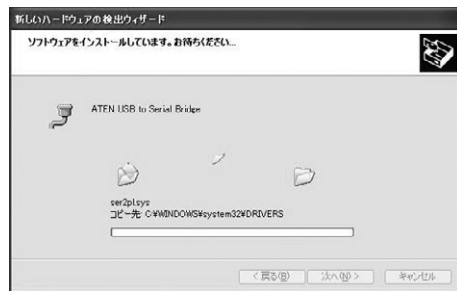 新しいハードウェアの検出ウィザード
ソフトウェアをインストールしています。お待ちください...
ATEN USB to Serial Bridge
ser2pl.sys
コピー先: C:¥WINDOWS¥system32¥DRIVERS
< 戻る(B)
次へ(N) >
キャンセル